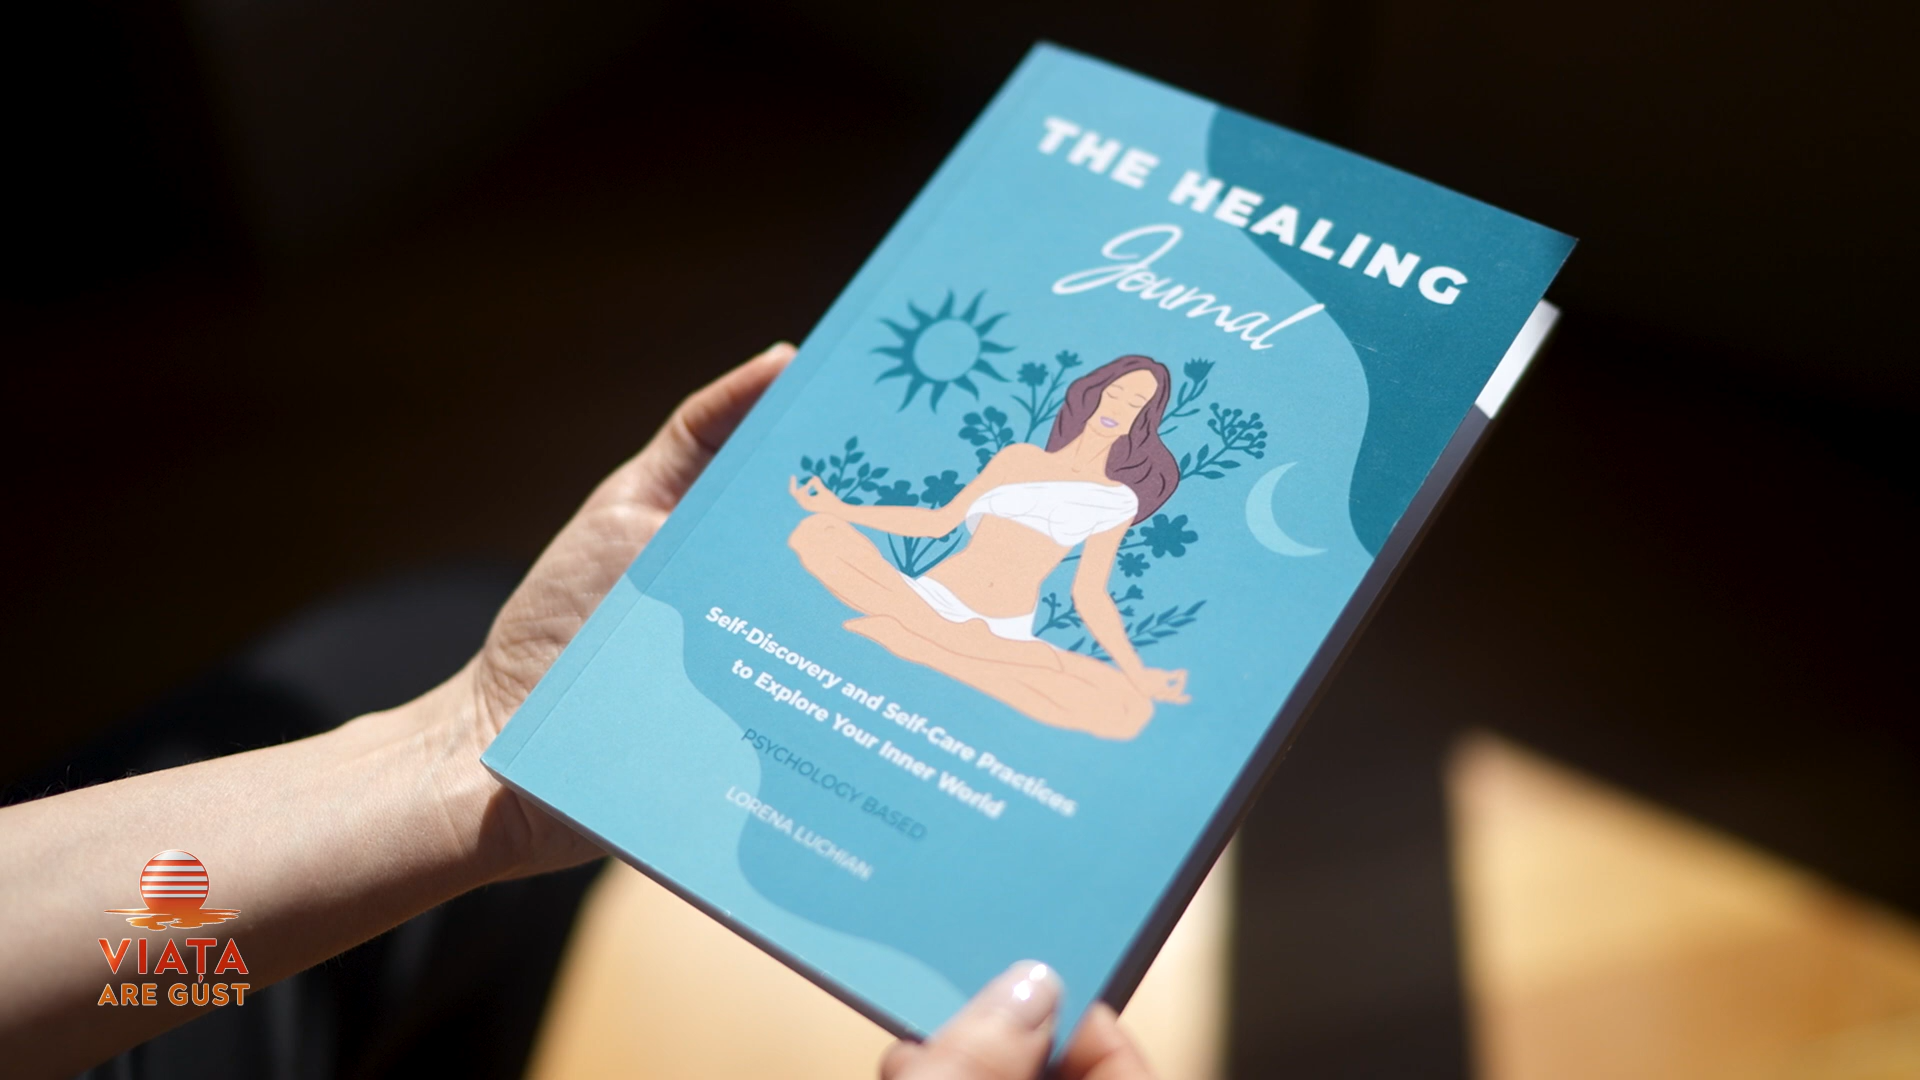 THE HEALING
Journal
Self-Discovery and Self-Care Practices
to Explore Your Inner World
PSYCHOLOGY BASED
LORENA LUCHIAN
VIAȚA
ARE GUST